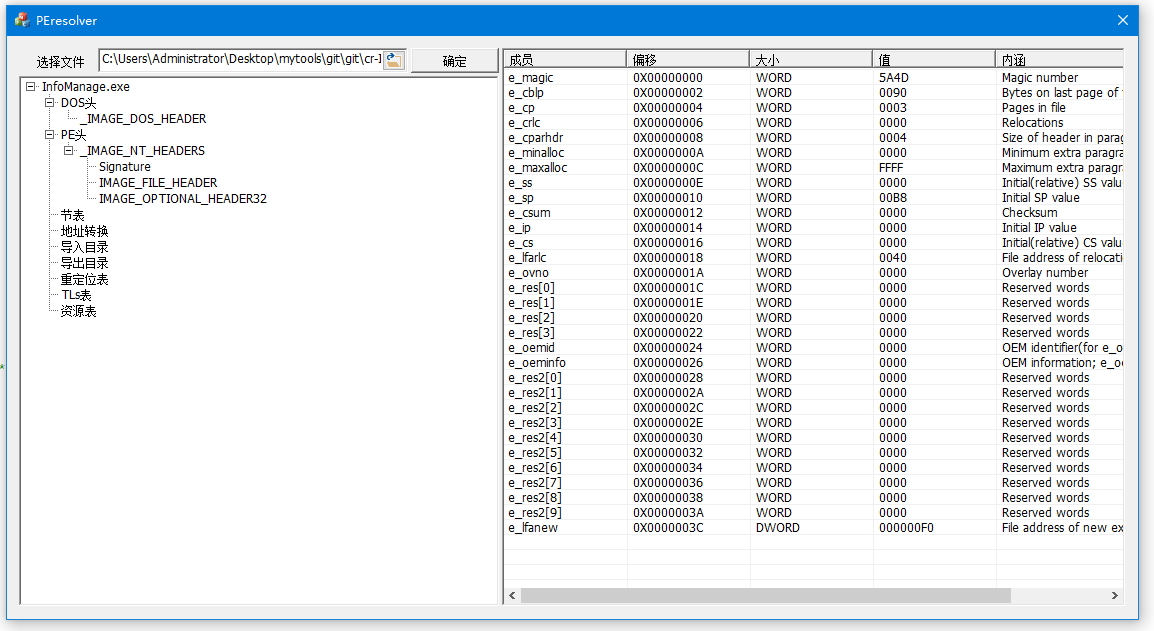 PEresolver
选择文件 C:\Users\Administrator\Desktop\mytools\git\git\cr-I 确定
InfoManage.exe
DOS头
_IMAGE_DOS_HEADER
PE头
_IMAGE_NT_HEADERS
Signature
IMAGE_FILE_HEADER
IMAGE_OPTIONAL_HEADER32
节表
地址转换
导入目录
导出目录
重定位表
TLs表
资源表
成员 偏移 大小 值 内涵
e_magic 0X00000000 WORD 5A4D Magic number
e_cblp 0X00000002 WORD 0090 Bytes on last page of
e_cp 0X00000004 WORD 0003 Pages in file
e_crlc 0X00000006 WORD 0000 Relocations
e_cparhdr 0X00000008 WORD 0004 Size of header in parag
e_minalloc 0X0000000A WORD 0000 Minimum extra paragra
e_maxalloc 0X0000000C WORD FFFF Maximum extra paragra
e_ss 0X0000000E WORD 0000 Initial(relative) SS valu
e_sp 0X00000010 WORD 00B8 Initial SP value
e_csum 0X00000012 WORD 0000 Checksum
e_ip 0X00000014 WORD 0000 Initial IP value
e_cs 0X00000016 WORD 0000 Initial(relative) CS valu
e_lfarlc 0X00000018 WORD 0040 File address of relocati
e_ovno 0X0000001A WORD 0000 Overlay number
e_res[0] 0X0000001C WORD 0000 Reserved words
e_res[1] 0X0000001E WORD 0000 Reserved words
e_res[2] 0X00000020 WORD 0000 Reserved words
e_res[3] 0X00000022 WORD 0000 Reserved words
e_oemid 0X00000024 WORD 0000 OEM identifier(for e_o
e_oeminfo 0X00000026 WORD 0000 OEM information; e_o
e_res2[0] 0X00000028 WORD 0000 Reserved words
e_res2[1] 0X0000002A WORD 0000 Reserved words
e_res2[2] 0X0000002C WORD 0000 Reserved words
e_res2[3] 0X0000002E WORD 0000 Reserved words
e_res2[4] 0X00000030 WORD 0000 Reserved words
e_res2[5] 0X00000032 WORD 0000 Reserved words
e_res2[6] 0X00000034 WORD 0000 Reserved words
e_res2[7] 0X00000036 WORD 0000 Reserved words
e_res2[8] 0X00000038 WORD 0000 Reserved words
e_res2[9] 0X0000003A WORD 0000 Reserved words
e_lfanew 0X0000003C DWORD 000000F0 File address of new ex